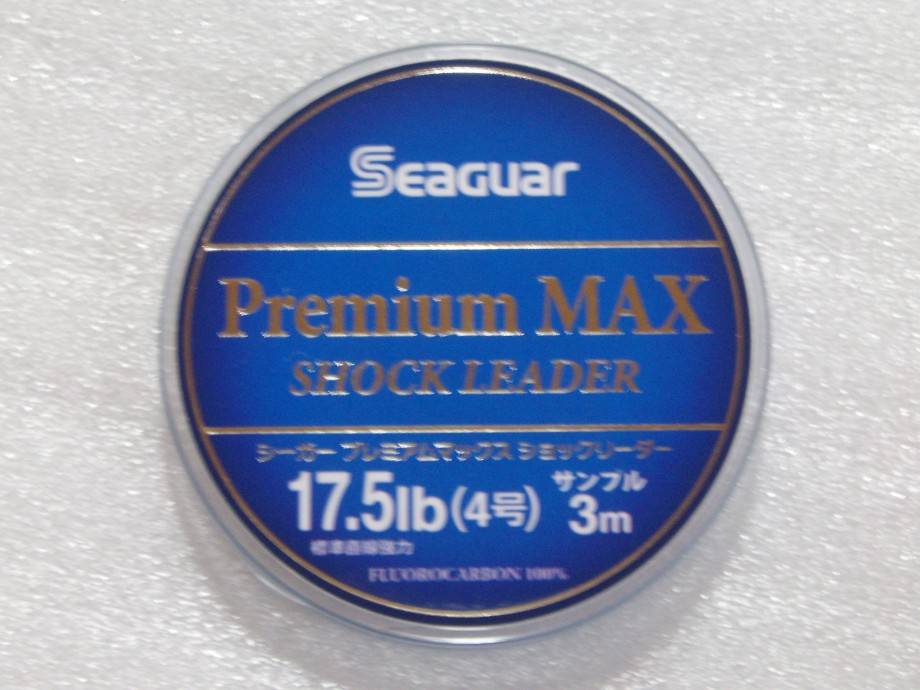 Seaguar
Premium MAX
SHOCK LEADER
シーガー プレミアムマックス ショックリーダー
17.5lb(4号) サンプル 3m
標準直線強力
FLUOROCARBON 100%